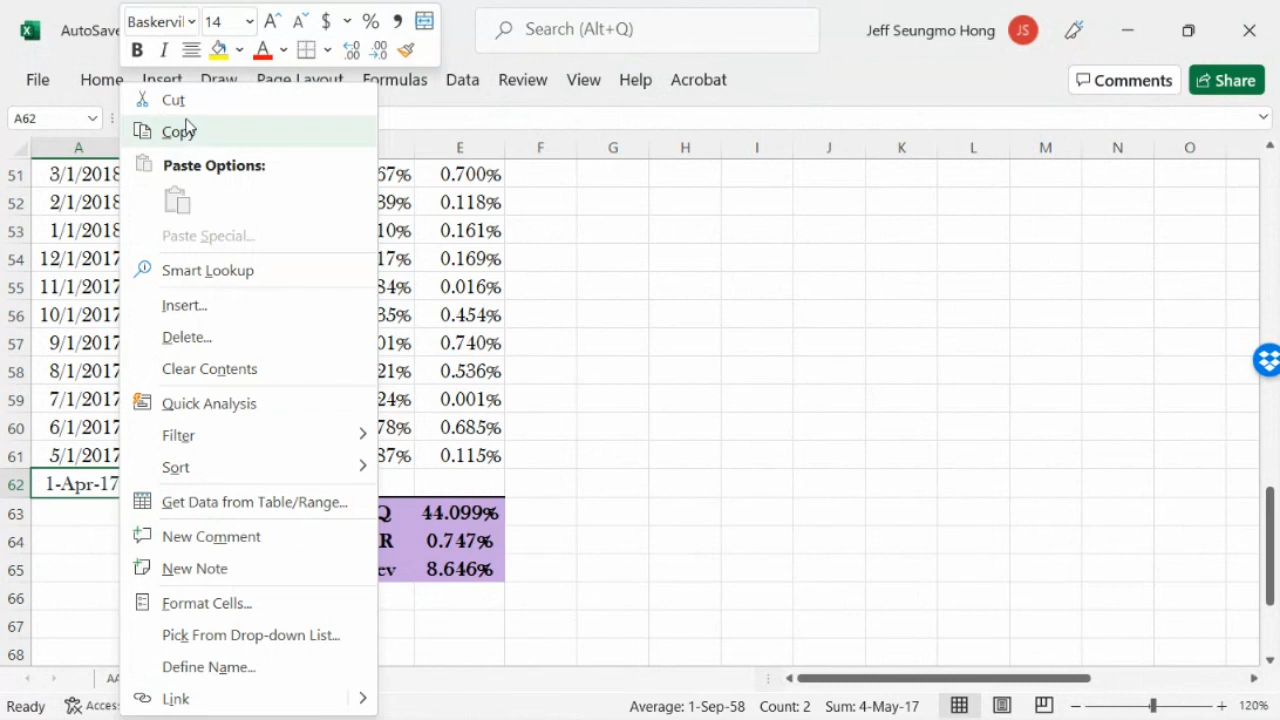 AutoSave
Baskervil 14 $ % ,
B I A
Search (Alt+Q)
Jeff Seungmo Hong JS
File Home Insert Draw Page Layout Formulas Data Review View Help Acrobat
Comments Share
A62
A E F G H I J K L M N O
51 3/1/2018 67% 0.700%
52 2/1/2018 39% 0.118%
53 1/1/2018 10% 0.161%
54 12/1/2017 17% 0.169%
55 11/1/2017 34% 0.016%
56 10/1/2017 35% 0.454%
57 9/1/2017 01% 0.740%
58 8/1/2017 21% 0.536%
59 7/1/2017 24% 0.001%
60 6/1/2017 78% 0.685%
61 5/1/2017 37% 0.115%
62 1-Apr-17
63 Q 44.099%
64 R 0.747%
65 ev 8.646%
66
67
68
Cut
Copy
Paste Options:
Paste Special...
Smart Lookup
Insert...
Delete...
Clear Contents
Quick Analysis
Filter
Sort
Get Data from Table/Range...
New Comment
New Note
Format Cells...
Pick From Drop-down List...
Define Name...
Link
Ready Acces Average: 1-Sep-58 Count: 2 Sum: 4-May-17 120%